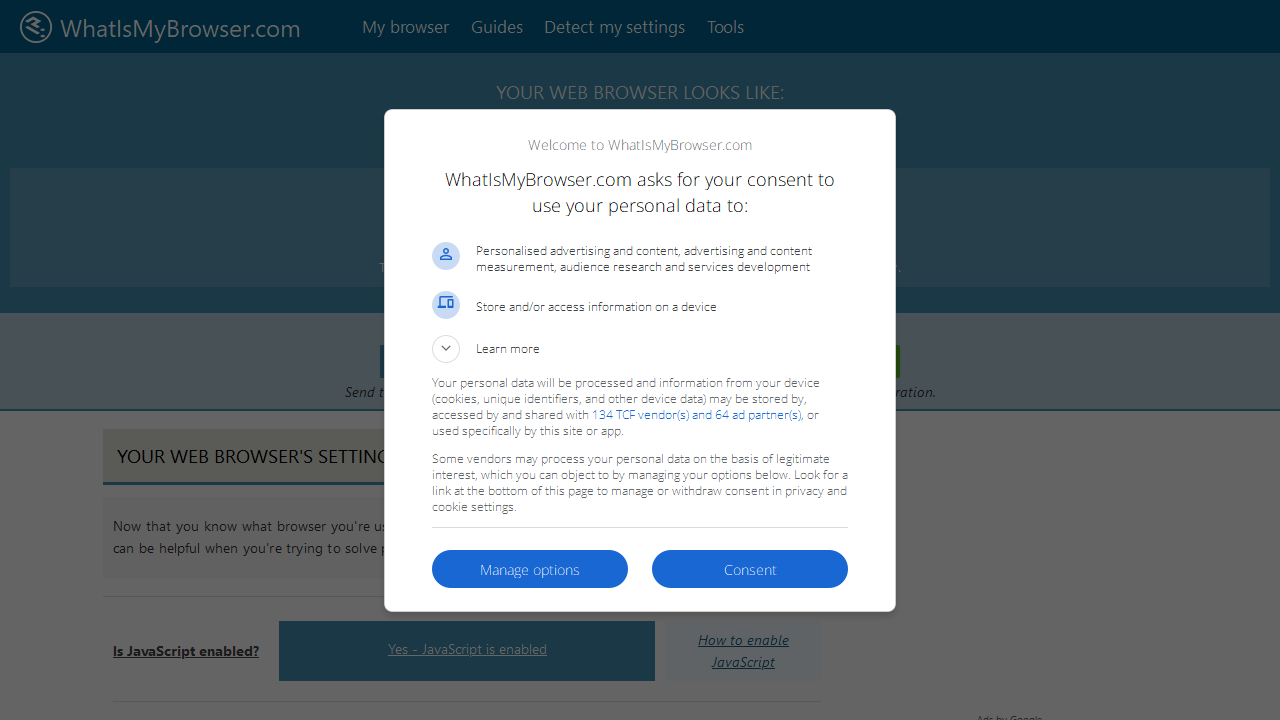 WhatIsMyBrowser.com
My browser
Guides
Detect my settings
Tools
YOUR WEB BROWSER LOOKS LIKE:
Welcome to WhatIsMyBrowser.com
WhatIsMyBrowser.com asks for your consent to
use your personal data to:
Personalised advertising and content, advertising and content
measurement, audience research and services development
Store and/or access information on a device
Learn more
Your personal data will be processed and information from your device
(cookies, unique identifiers, and other device data) may be stored by,
accessed by and shared with 134 TCF vendor(s) and 64 ad partner(s), or
used specifically by this site or app.
Some vendors may process your personal data on the basis of legitimate
interest, which you can object to by managing your options below. Look for a
link at the bottom of this page to manage or withdraw consent in privacy and
cookie settings.
Manage options
Consent
Send
YOUR WEB BROWSER'S
Now that you know what browser you're
can be helpful when you're trying to solve
Is JavaScript enabled?
Yes - JavaScript is enabled
How to enable
JavaScript
Ads by Google